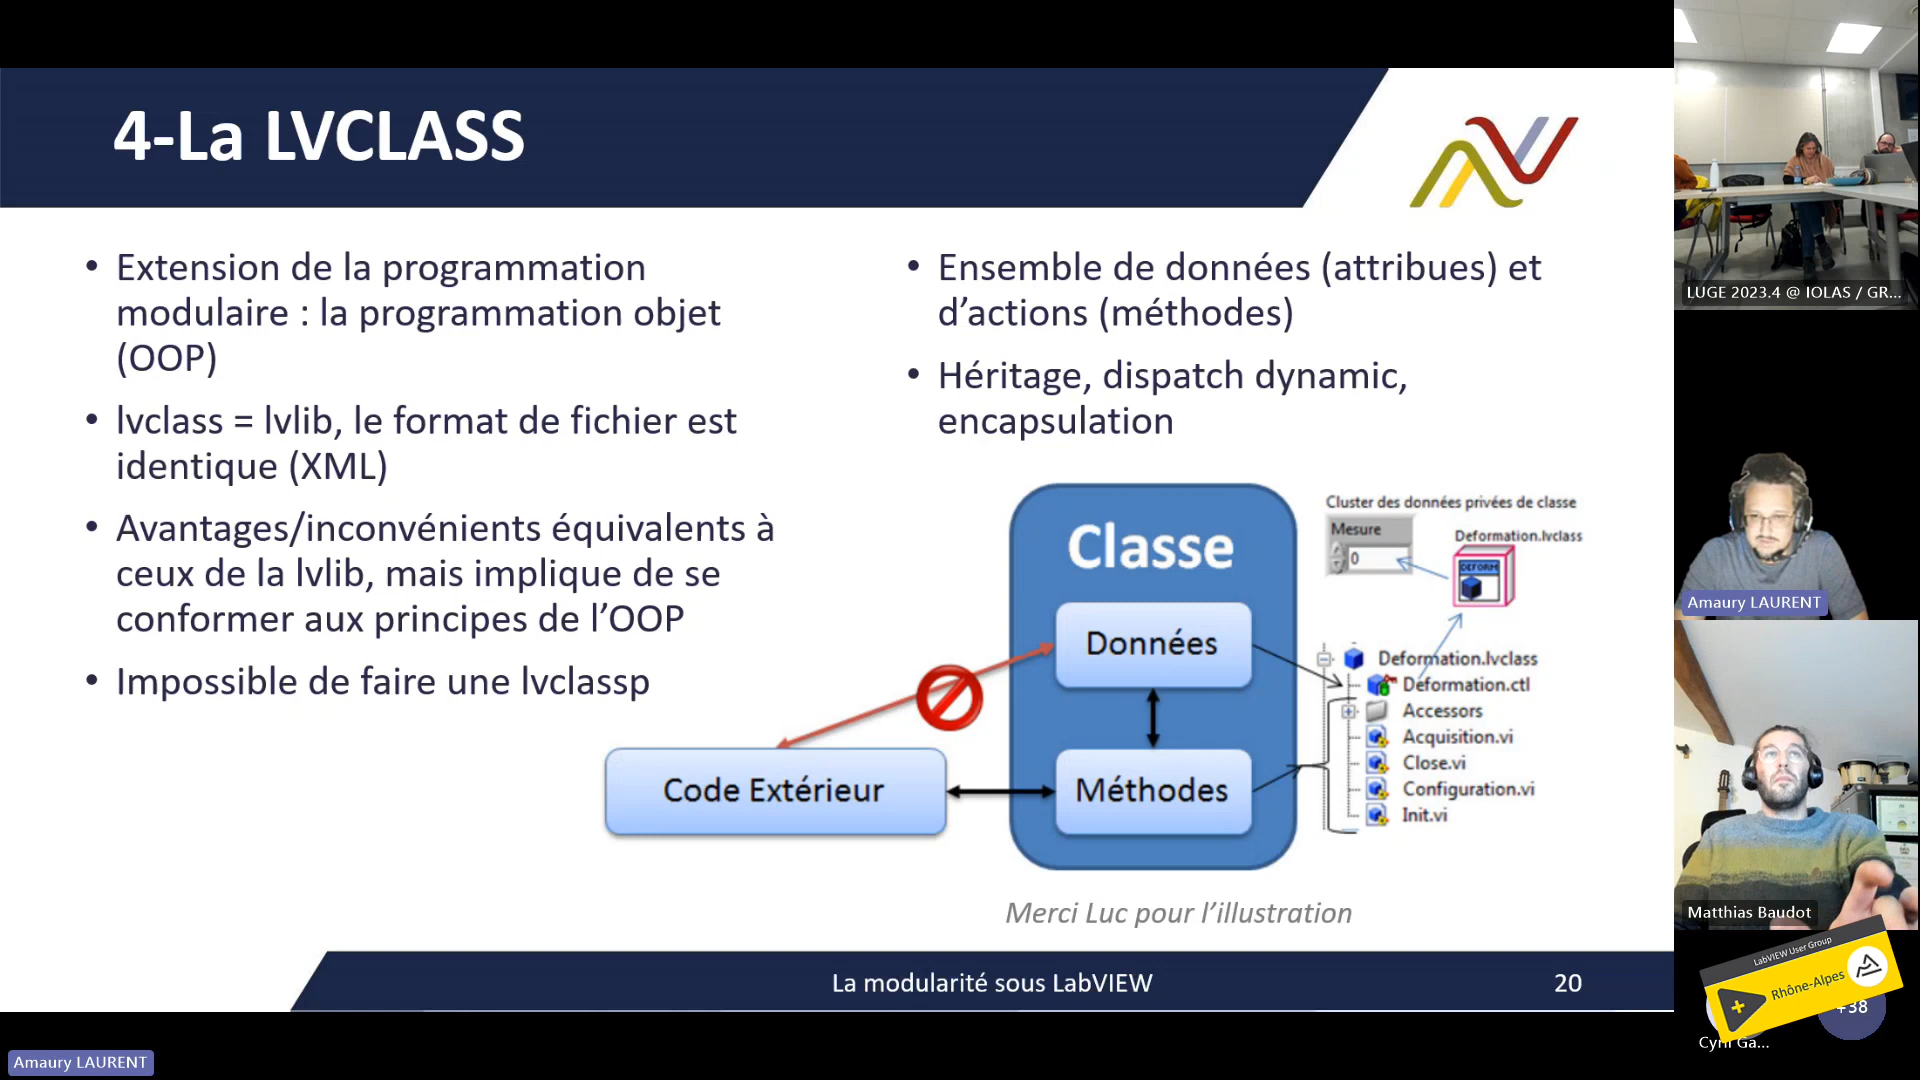 4-La LVCLASS
• Extension de la programmation
modulaire : la programmation objet
(OOP)
• lvclass = lvlib, le format de fichier est
identique (XML)
• Avantages/inconvénients équivalents à
ceux de la lvlib, mais implique de se
conformer aux principes de l’OOP
• Impossible de faire une lvclassp
• Ensemble de données (attribues) et
d’actions (méthodes)
• Héritage, dispatch dynamic,
encapsulation
Classe
Données
Méthodes
Code Extérieur
Cluster des données privées de classe
Mesure
0
Deformation.lvclass
DEFORM
Deformation.lvclass
Deformation.ctl
Accessors
Acquisition.vi
Close.vi
Configuration.vi
Init.vi
Merci Luc pour l’illustration
La modularité sous LabVIEW
20
Amaury LAURENT
LUGE 2023.4 @ IOLAS / GR...
Amaury LAURENT
Matthias Baudot
LabVIEW User Group
Rhône-Alpes
+38
Cyril Ga...